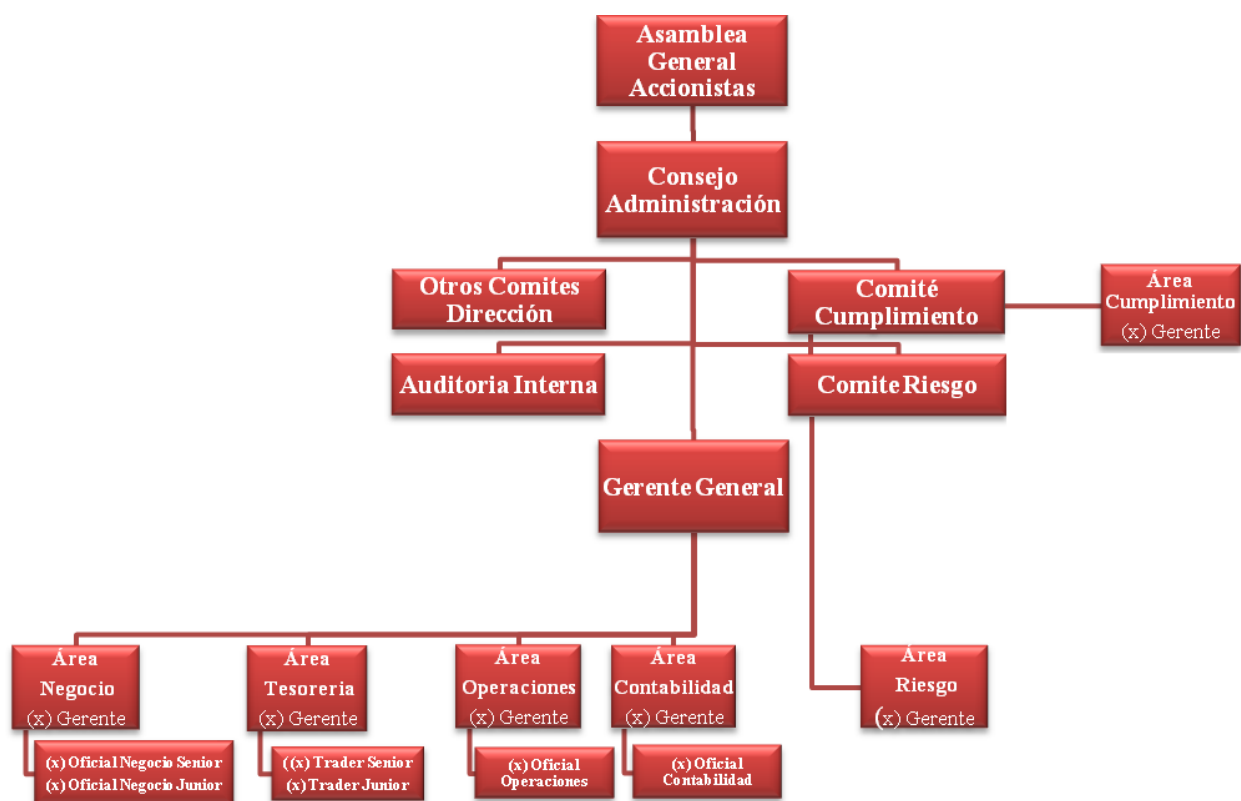 Asamblea
General
Accionistas
Consejo
Administración
Otros Comites
Dirección
Comité
Cumplimiento
Área
Cumplimiento
(x) Gerente
Auditoria Interna
Comite Riesgo
Gerente General
Área
Negocio
(x) Gerente
(x) Oficial Negocio Senior
(x) Oficial Negocio Junior
Área
Tesoreria
(x) Gerente
((x) Trader Senior
(x) Trader Junior
Área
Operaciones
(x) Gerente
(x) Oficial
Operaciones
Área
Contabilidad
(x) Gerente
(x) Oficial
Contabilidad
Área
Riesgo
(x) Gerente